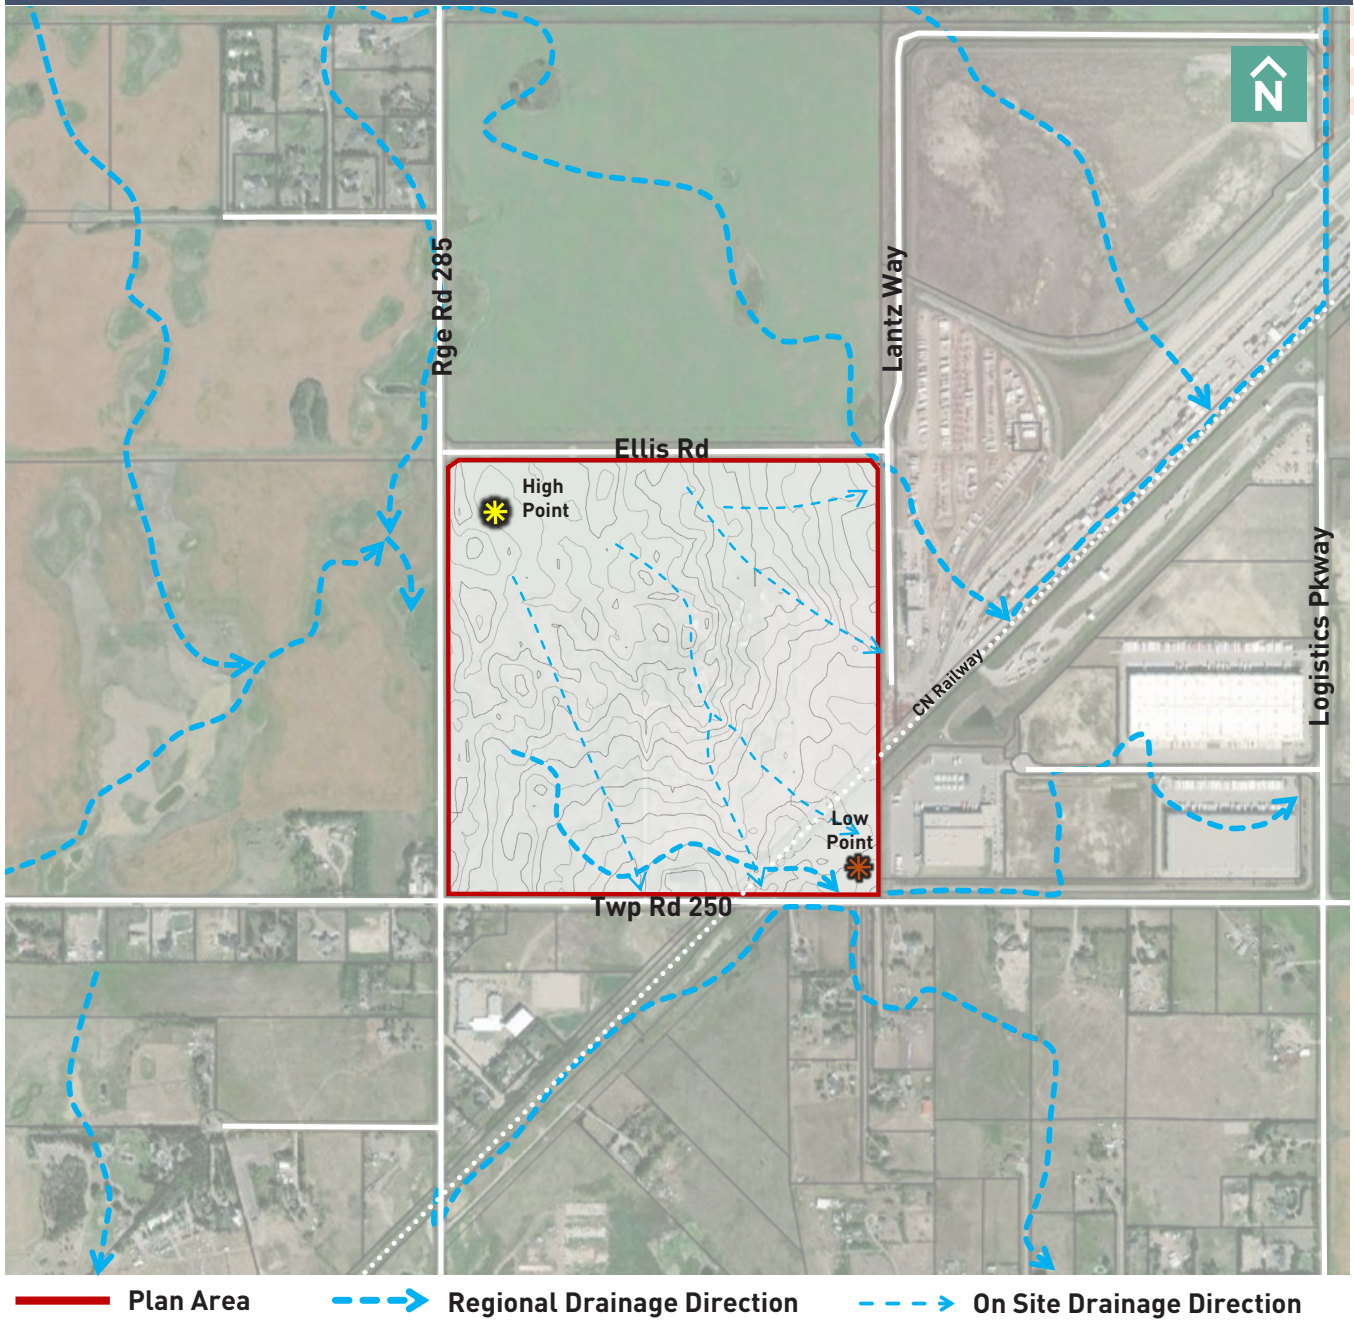 N
Rge Rd 285
Lantz Way
Ellis Rd
High
Point
Logistics Pkway
CN Railway
Low
Point
Twp Rd 250
Plan Area
Regional Drainage Direction
On Site Drainage Direction